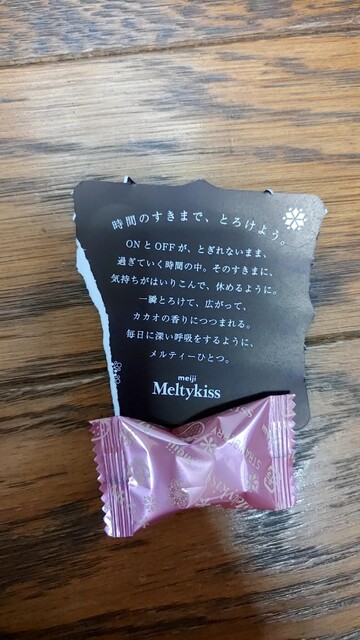 時間のすきまで、とろけよう。
ONとOFFが、とぎれないまま、
過ぎていく時間の中。そのすきまに、
気持ちがはいりこんで、休めるように。
一瞬とろけて、広がって、
カカオの香りにつつまれる。
毎日に深い呼吸をするように、
メルティーひとつ。
meiji
Meltykiss